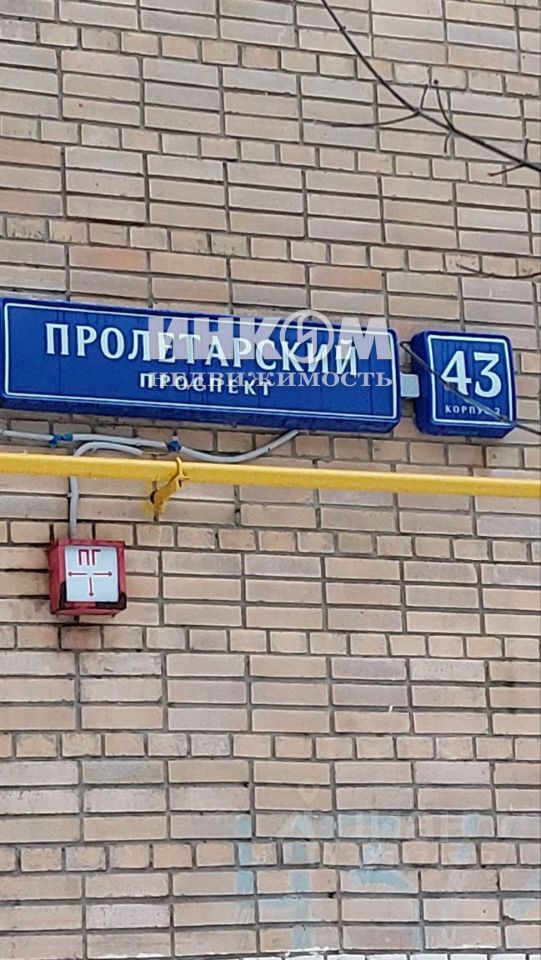 ПРОЛЕТАРСКИЙ
ПРОСПЕКТ
43
КОРПУС 2
ИНКОМ
НЕДВИЖИМОСТЬ
ПГ